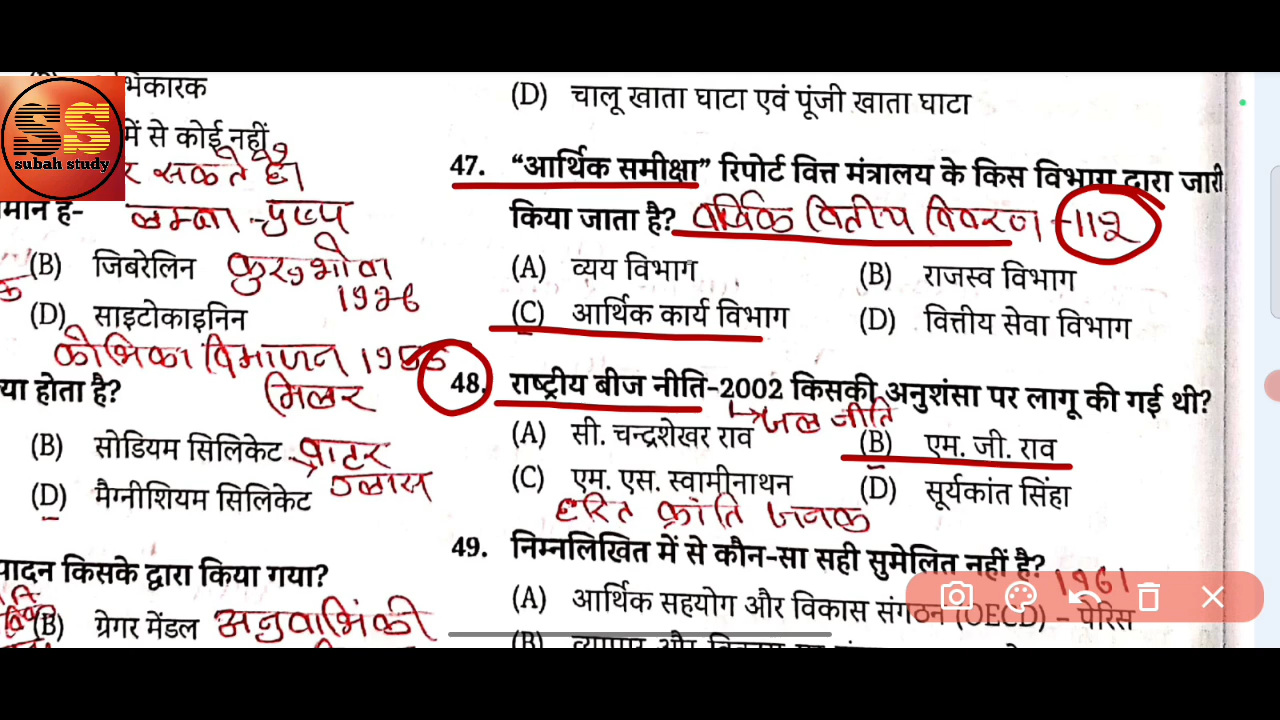 SS
subah study
भिकारक
में से कोई नहीं
र सकते है।
मान है-
लम्बा - पुष्प
(B) जिबरेलिन कुरुशोवा
1926
(D) साइटोकाइनिन
कोशिका विभाजन 1955
मिलर
या होता है?
(B) सोडियम सिलिकेट वाटर
ग्लास
(D) मैग्नीशियम सिलिकेट
पादन किसके द्वारा किया गया?
(B) ग्रेगर मेंडल अनुवांशिकी
(D) चालू खाता घाटा एवं पूंजी खाता घाटा
47. “आर्थिक समीक्षा” रिपोर्ट वित्त मंत्रालय के किस विभाग द्वारा जारी
किया जाता है? वर्षिक वितीय विवरण - 112
(A) व्यय विभाग (B) राजस्व विभाग
(C) आर्थिक कार्य विभाग (D) वित्तीय सेवा विभाग
48. राष्ट्रीय बीज नीति-2002 किसकी अनुशंसा पर लागू की गई थी?
जल नीति
(A) सी. चन्द्रशेखर राव (B) एम. जी. राव
(C) एम. एस. स्वामीनाथन (D) सूर्यकांत सिंहा
हरित क्रांति जनक
49. निम्नलिखित में से कौन-सा सही सुमेलित नहीं है?
1961
(A) आर्थिक सहयोग और विकास संगठन (OECD) – पेरिस